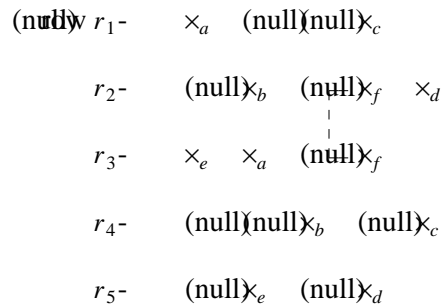 (null) row r1- ×a (null)(null)×c
r2- (null)×b (null)×f ×d
r3- ×e ×a (null)×f
r4- (null)(null)×b (null)×c
r5- (null)×e (null)×d